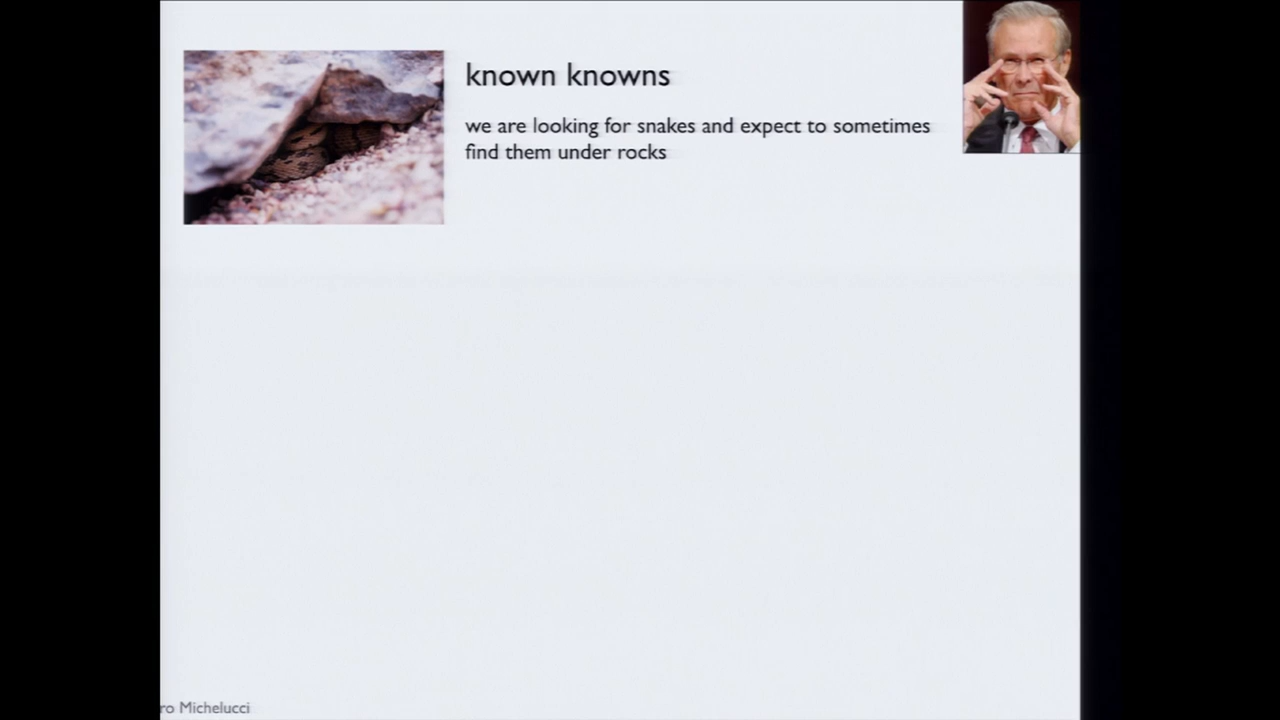 known knowns
we are looking for snakes and expect to sometimes
find them under rocks
ro Michelucci